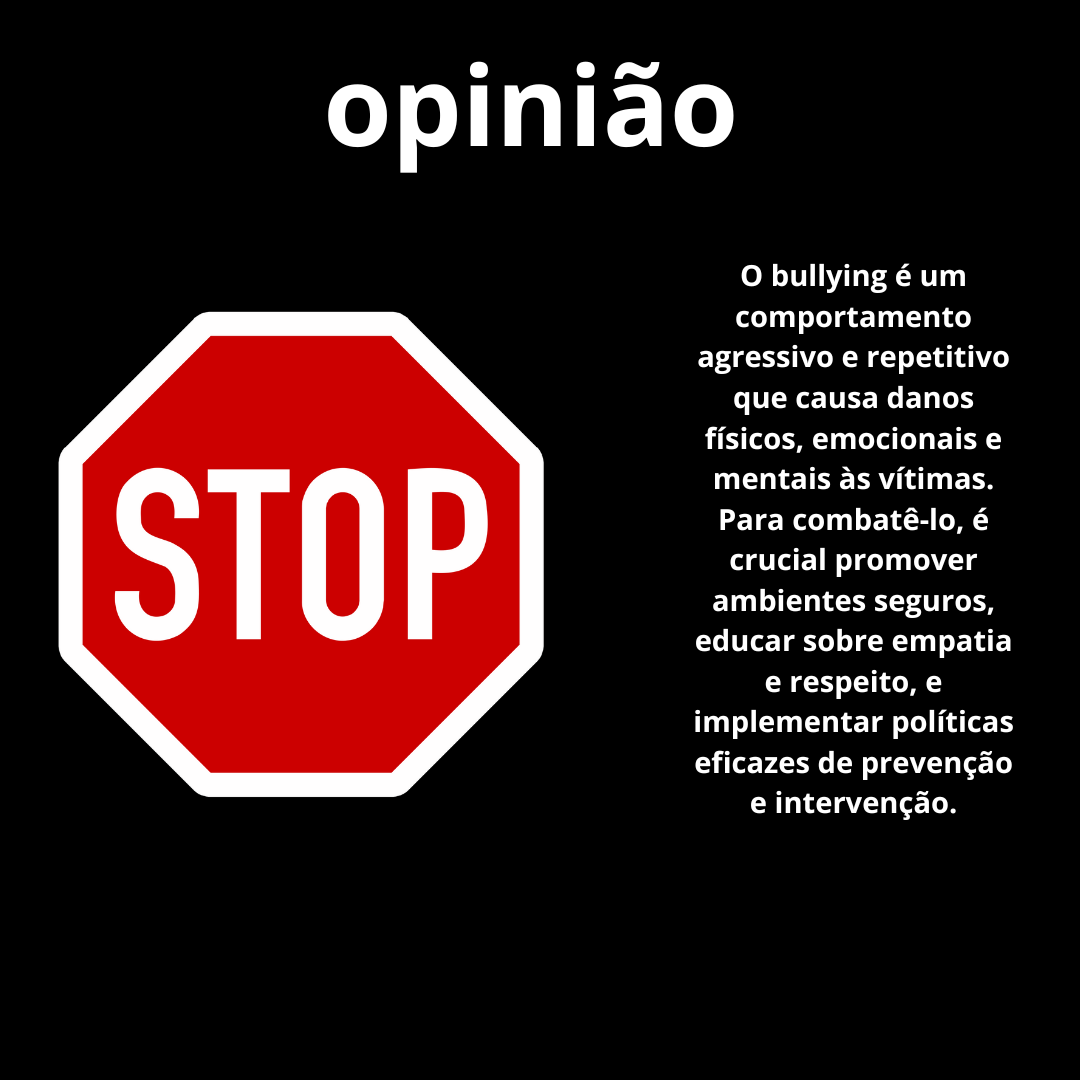 opinião
STOP
O bullying é um
comportamento
agressivo e repetitivo
que causa danos
físicos, emocionais e
mentais às vítimas.
Para combatê-lo, é
crucial promover
ambientes seguros,
educar sobre empatia
e respeito, e
implementar políticas
eficazes de prevenção
e intervenção.